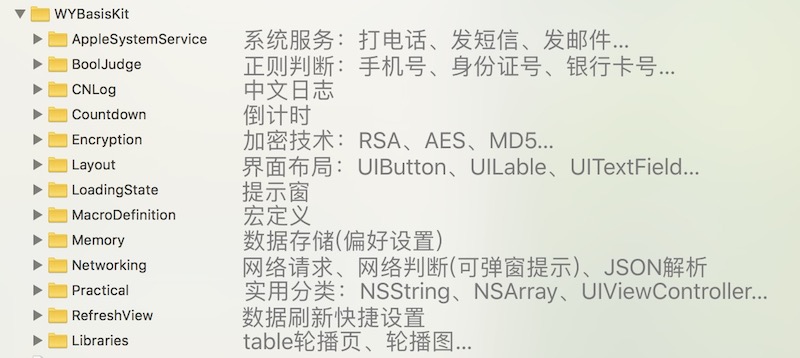 WYBasisKit
AppleSystemService 系统服务：打电话、发短信、发邮件...
BoolJudge 正则判断：手机号、身份证号、银行卡号...
CNLog 中文日志
Countdown 倒计时
Encryption 加密技术：RSA、AES、MD5...
Layout 界面布局：UIButton、UILable、UITextField...
LoadingState 提示窗
MacroDefinition 宏定义
Memory 数据存储(偏好设置)
Networking 网络请求、网络判断(可弹窗提示)、JSON解析
Practical 实用分类：NSString、NSArray、UIViewController...
RefreshView 数据刷新快捷设置
Libraries table轮播页、轮播图...